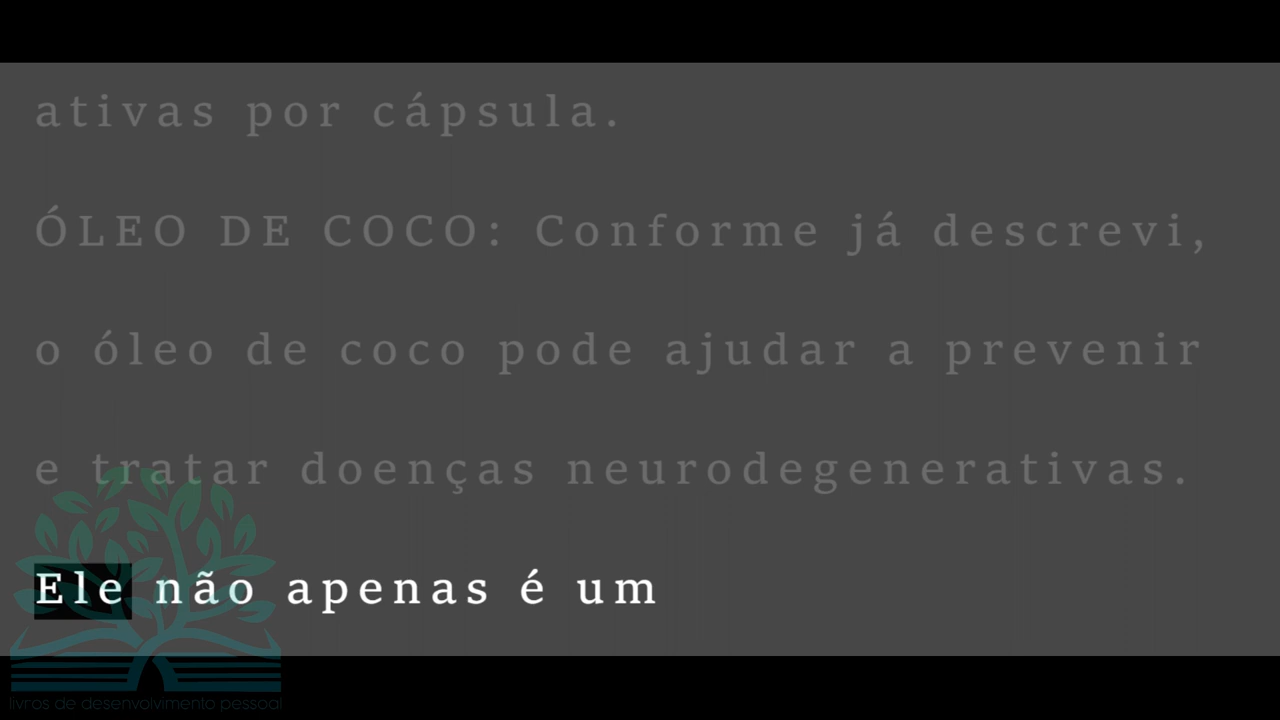 ativas por cápsula.
ÓLEO DE COCO: Conforme já descrevi,
o óleo de coco pode ajudar a prevenir
e tratar doenças neurodegenerativas.
Ele não apenas é um
livros de desenvolvimento pessoal